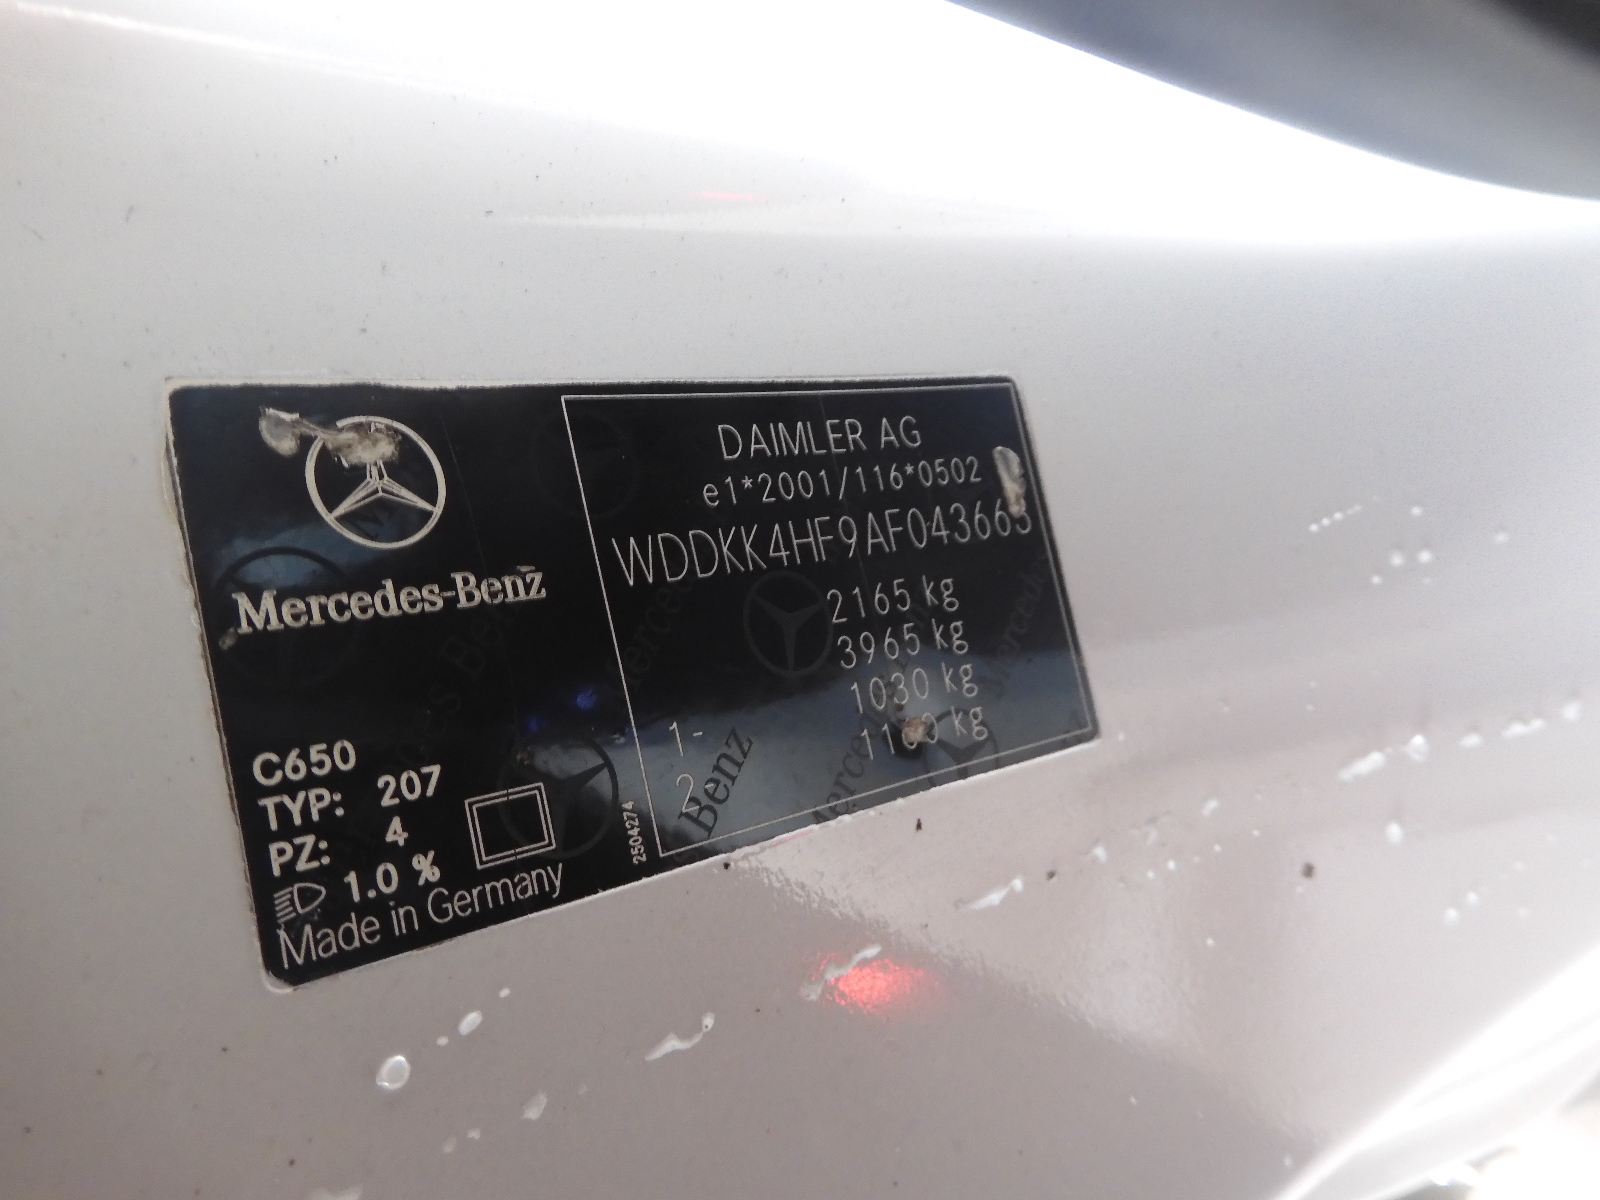 Mercedes-Benz
C650
TYP: 207
PZ: 4
1.0 %
Made in Germany
2504274
DAIMLER AG
e1*2001/116*0502
WDDKK4HF9AF043663
2165 kg
3965 kg
1- 1030 kg
2- kg